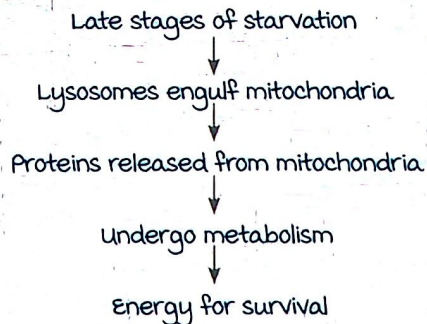 Late stages of starvation
Lysosomes engulf mitochondria
Proteins released from mitochondria
Undergo metabolism
Energy for survival